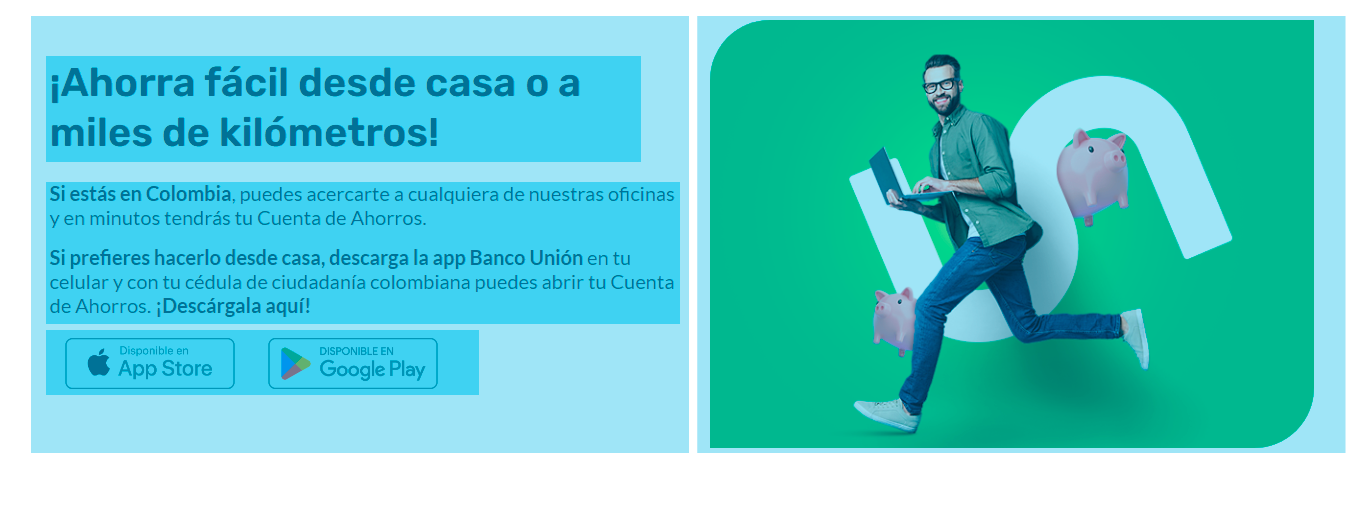 ¡Ahorra fácil desde casa o a
miles de kilómetros!
Si estás en Colombia, puedes acercarte a cualquiera de nuestras oficinas
y en minutos tendrás tu Cuenta de Ahorros.
Si prefieres hacerlo desde casa, descarga la app Banco Unión en tu
celular y con tu cédula de ciudadanía colombiana puedes abrir tu Cuenta
de Ahorros. ¡Descárgala aquí!
Disponible en
App Store
DISPONIBLE EN
Google Play